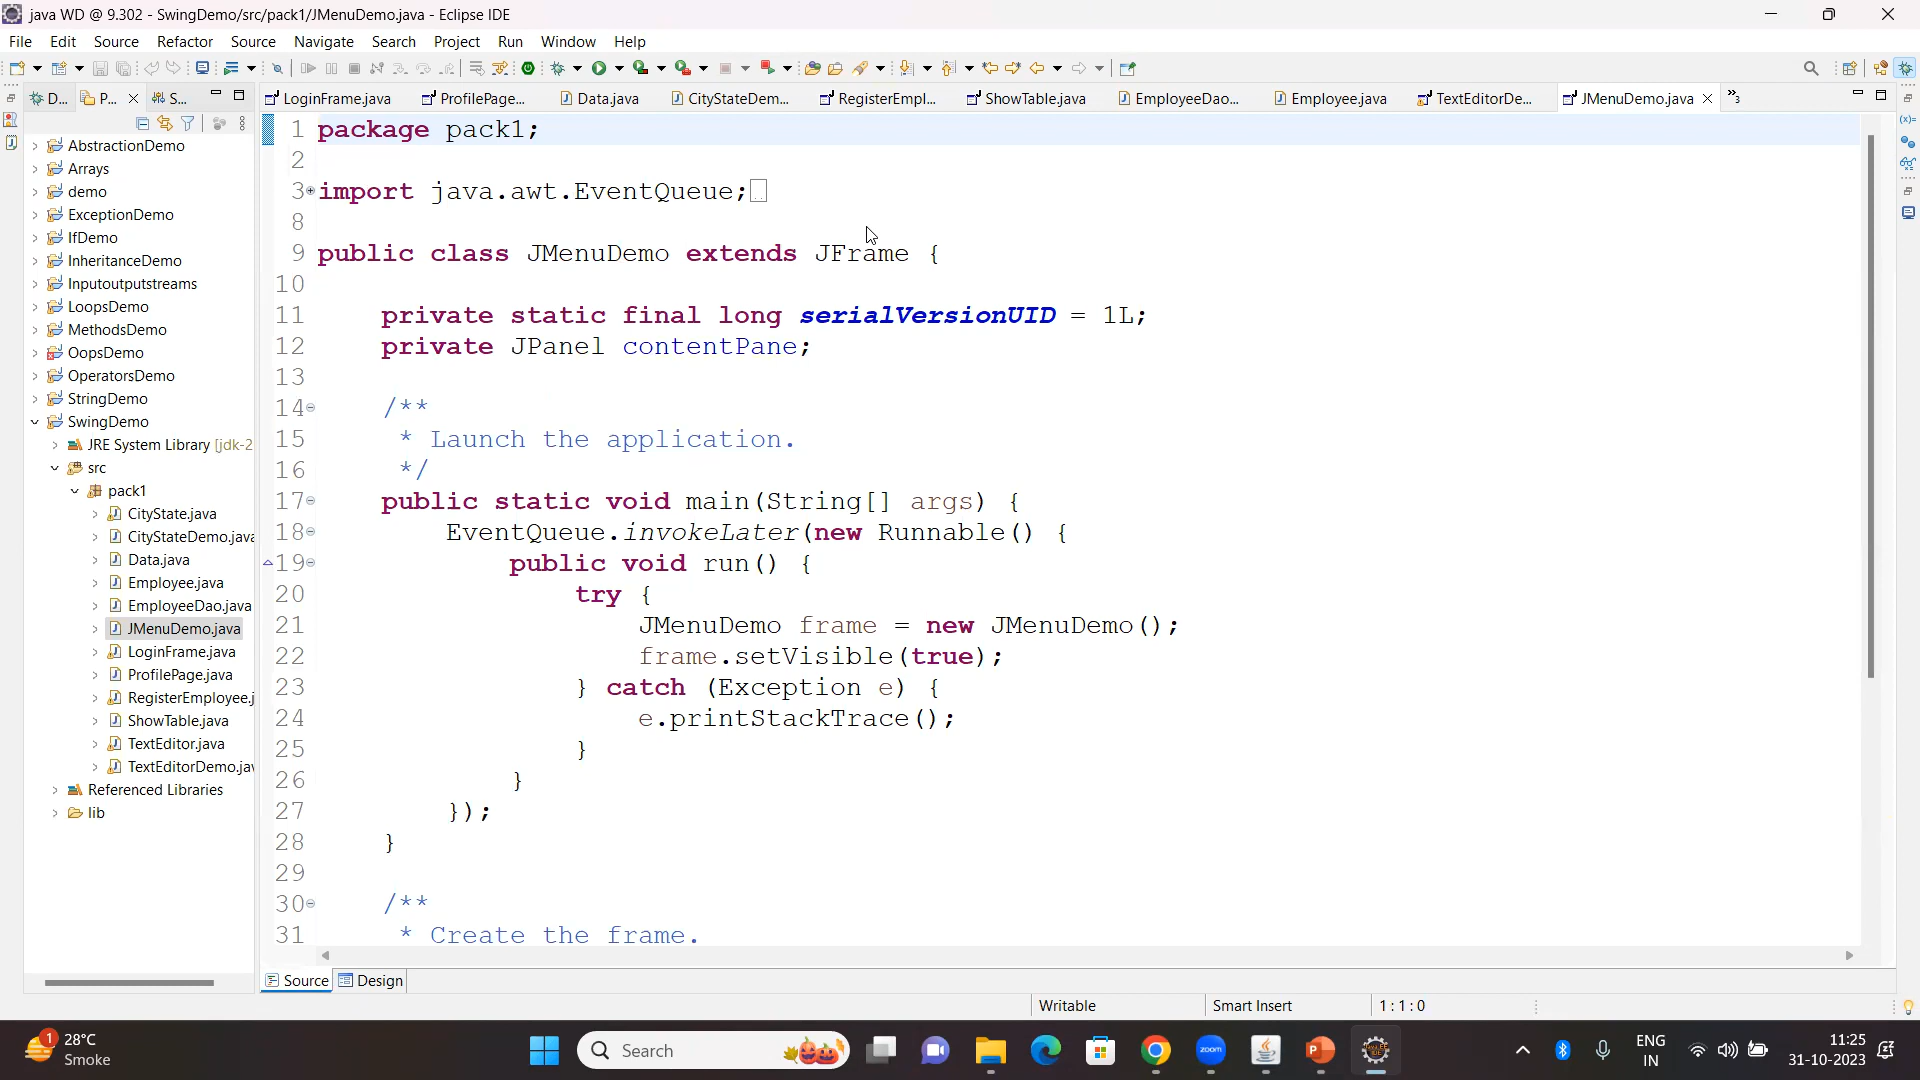 java WD @ 9.302 - SwingDemo/src/pack1/JMenuDemo.java - Eclipse IDE
File Edit Source Refactor Source Navigate Search Project Run Window Help
D... P... S... LoginFrame.java ProfilePage... Data.java CityStateDem... RegisterEmpl... ShowTable.java EmployeeDao... Employee.java TextEditorDe... JMenuDemo.java »3
AbstractionDemo
Arrays
demo
ExceptionDemo
IfDemo
InheritanceDemo
Inputoutputstreams
LoopsDemo
MethodsDemo
OopsDemo
OperatorsDemo
StringDemo
SwingDemo
JRE System Library [jdk-2
src
pack1
CityState.java
CityStateDemo.java
Data.java
Employee.java
EmployeeDao.java
JMenuDemo.java
LoginFrame.java
ProfilePage.java
RegisterEmployee.j
ShowTable.java
TextEditor.java
TextEditorDemo.jav
Referenced Libraries
lib
1 package pack1;
2
3 import java.awt.EventQueue;
8
9 public class JMenuDemo extends JFrame {
10
11 private static final long serialVersionUID = 1L;
12 private JPanel contentPane;
13
14 /**
15 * Launch the application.
16 */
17 public static void main(String[] args) {
18 EventQueue.invokeLater(new Runnable() {
19 public void run() {
20 try {
21 JMenuDemo frame = new JMenuDemo();
22 frame.setVisible(true);
23 } catch (Exception e) {
24 e.printStackTrace();
25 }
26 }
27 });
28 }
29
30 /**
31 * Create the frame.
Source Design
Writable Smart Insert 1 : 1 : 0
1 28°C
Smoke
Search
zoom
ENG
IN
11:25
31-10-2023